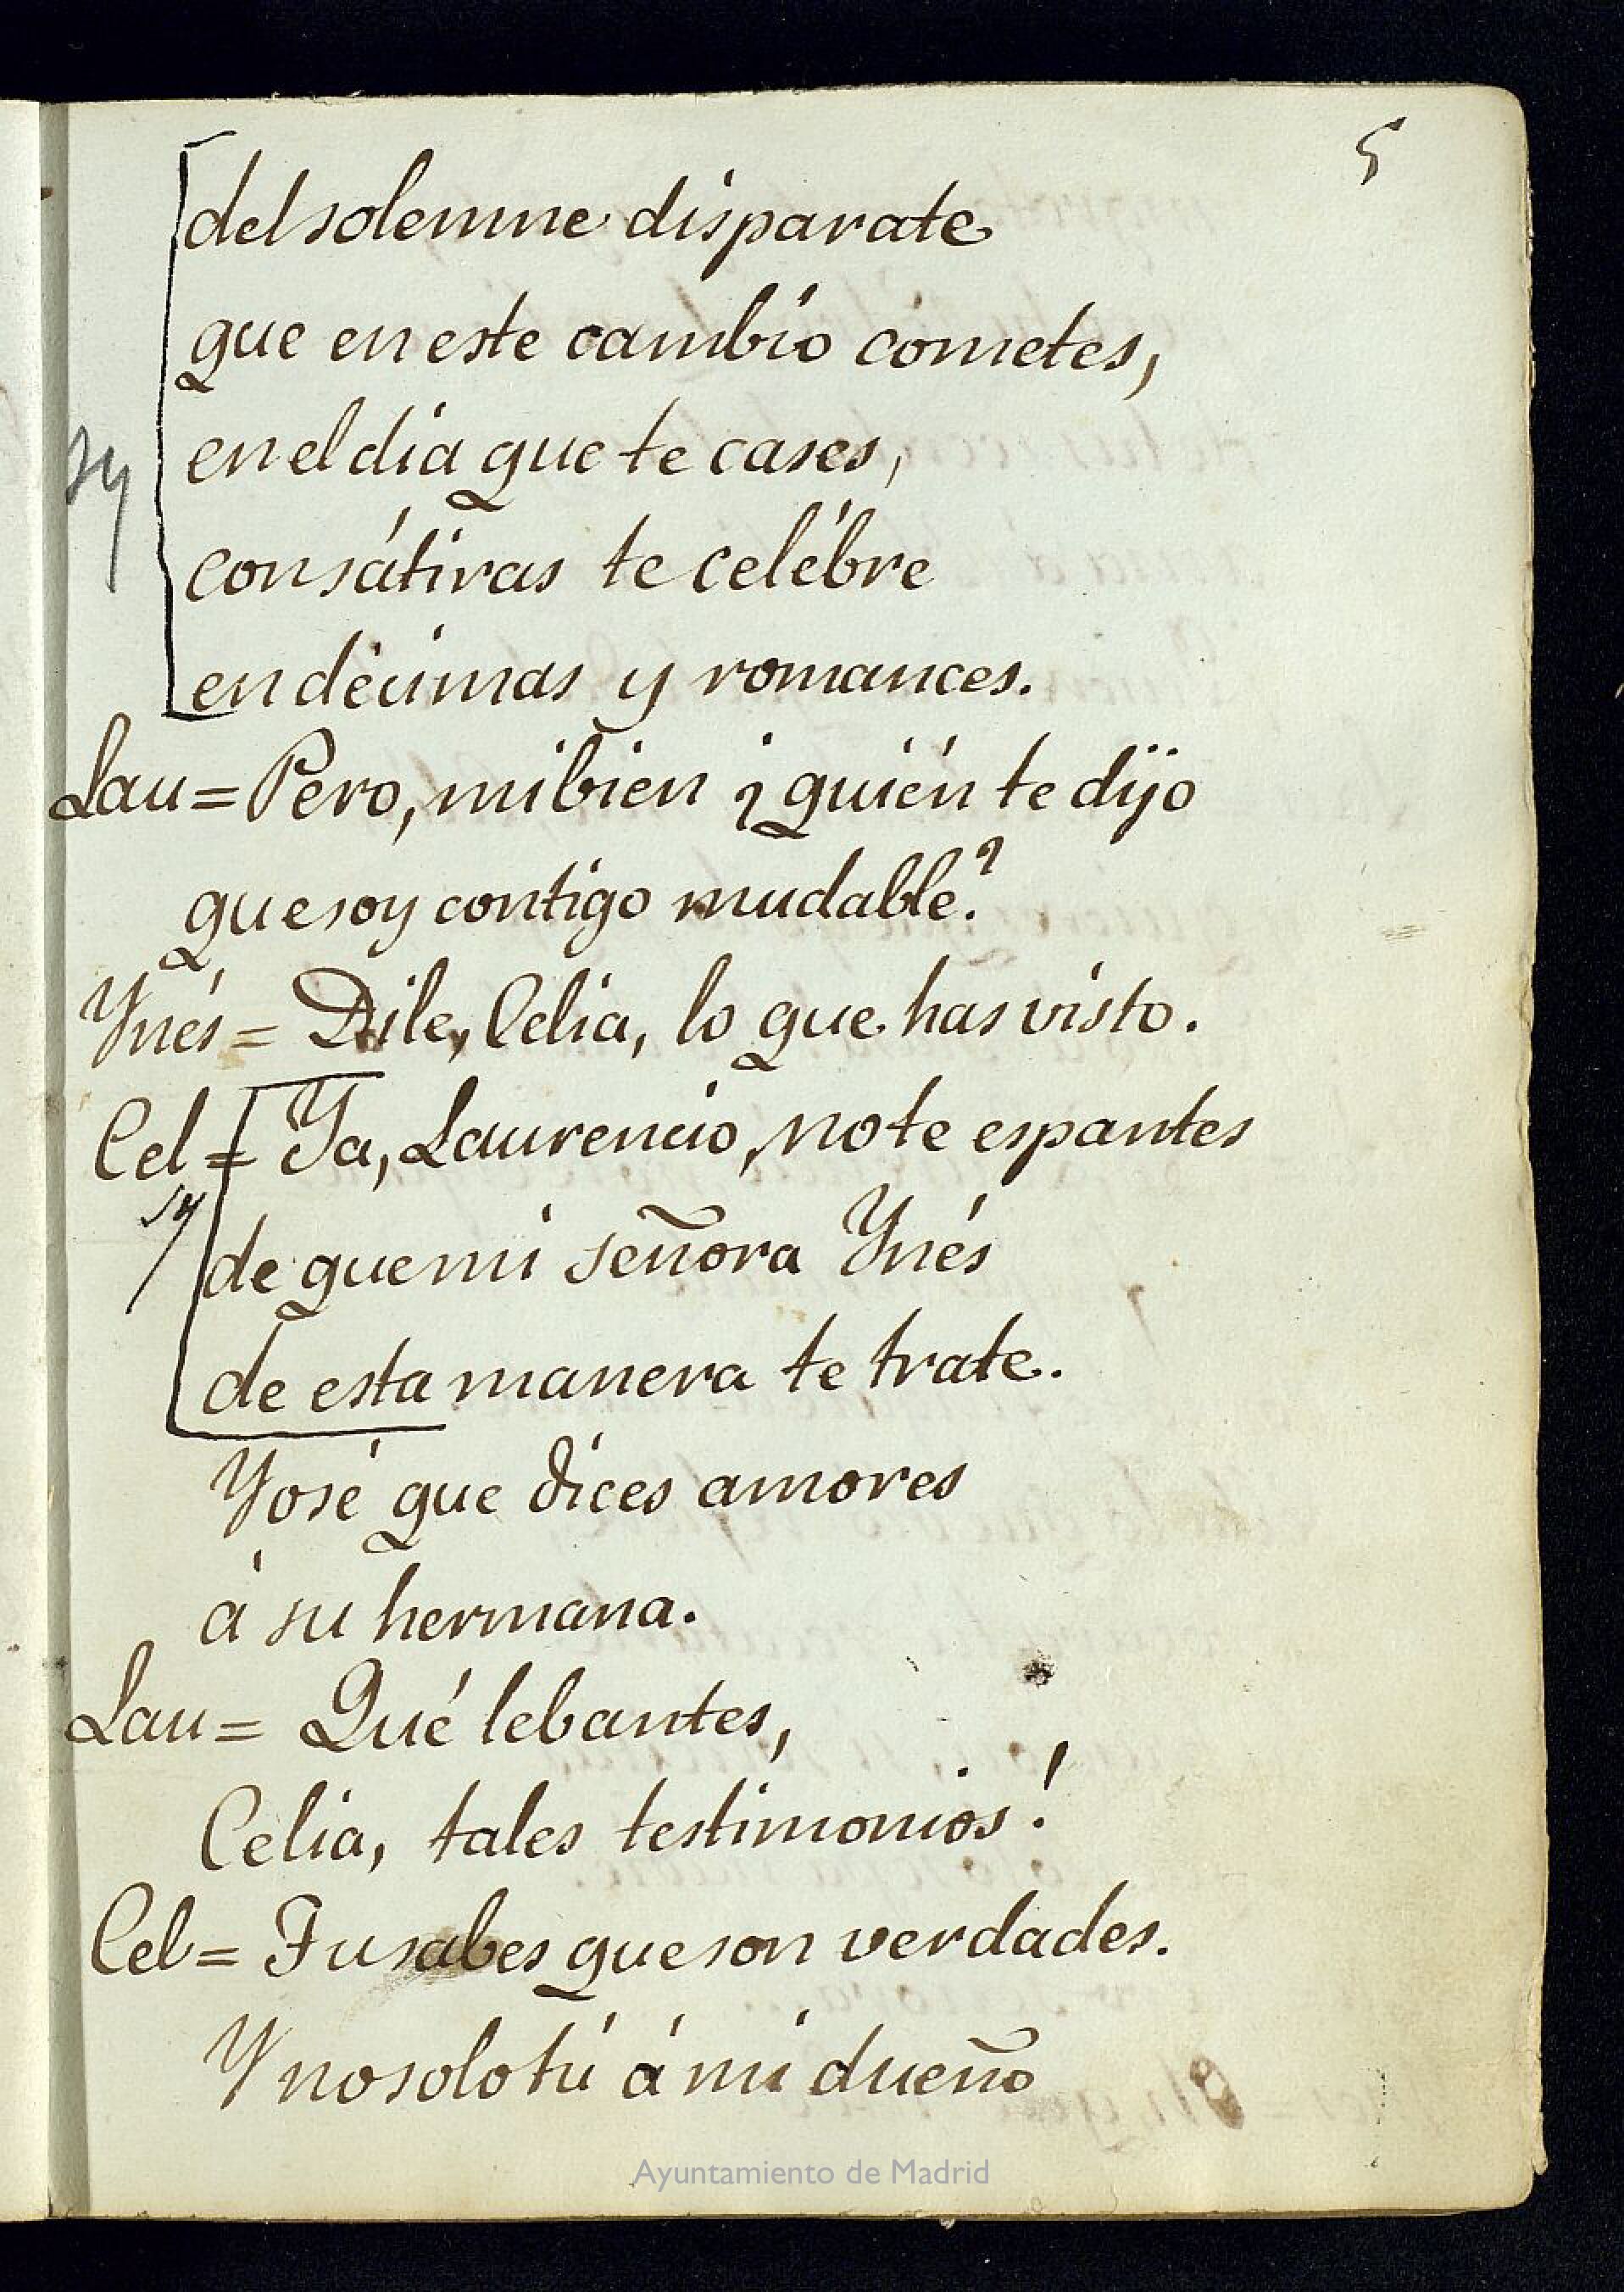 5
del solemne disparate
que en este cambio cometes,
en el dia que te cases,
con sátiras te celébre
en décimas y romances.
Lau = Pero, mi bien ¿quién te dijo
que soy contigo mudable?
Ynés = Dile, Celia, lo que has visto.
Cel = Ya, Laurencio, no te espantes
de que mi señora Ynés
de esta manera te trate.
Yo sé que dices amores
á su hermana.
Lau = Qué lebantes,
Celia, tales testimonios!
Cel = Tu sabes que son verdades.
Y no solo tú á mi dueño
Ayuntamiento de Madrid